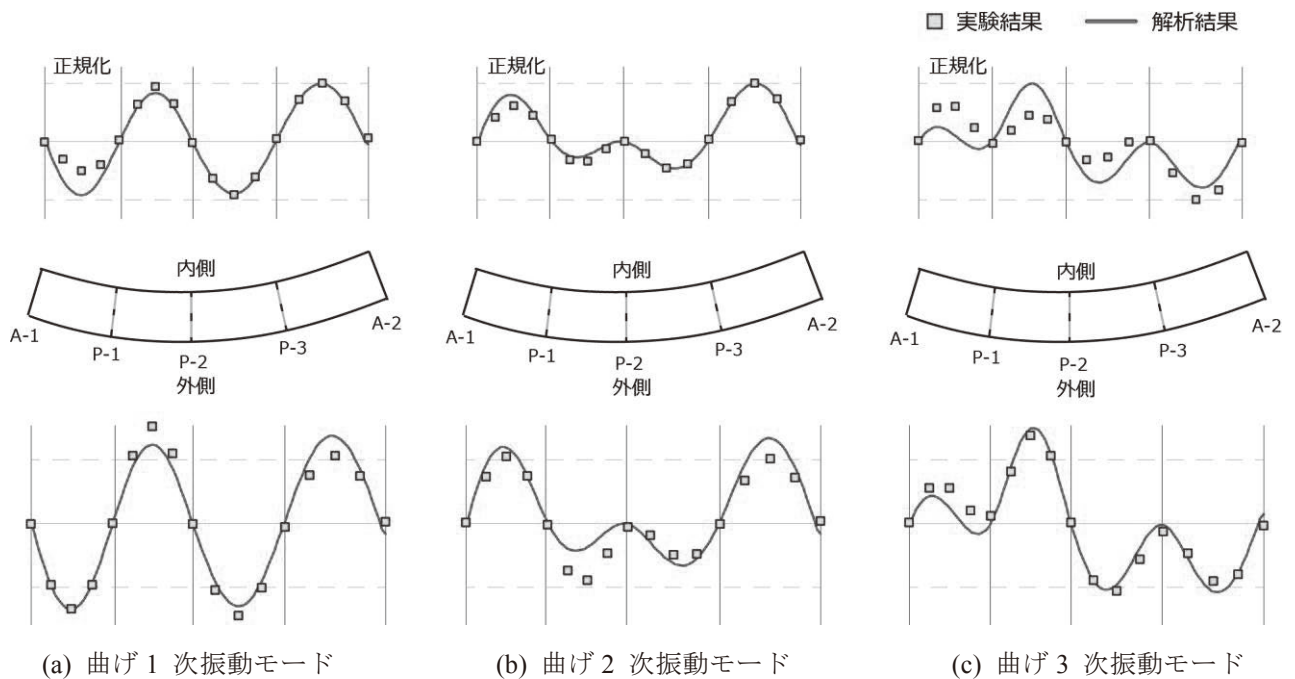 実験結果 解析結果
正規化 正規化 正規化
内側 内側 内側
A-1 P-1 P-2 P-3 A-2 A-1 P-1 P-2 P-3 A-2 A-1 P-1 P-2 P-3 A-2
外側 外側 外側
(a) 曲げ 1 次振動モード (b) 曲げ 2 次振動モード (c) 曲げ 3 次振動モード